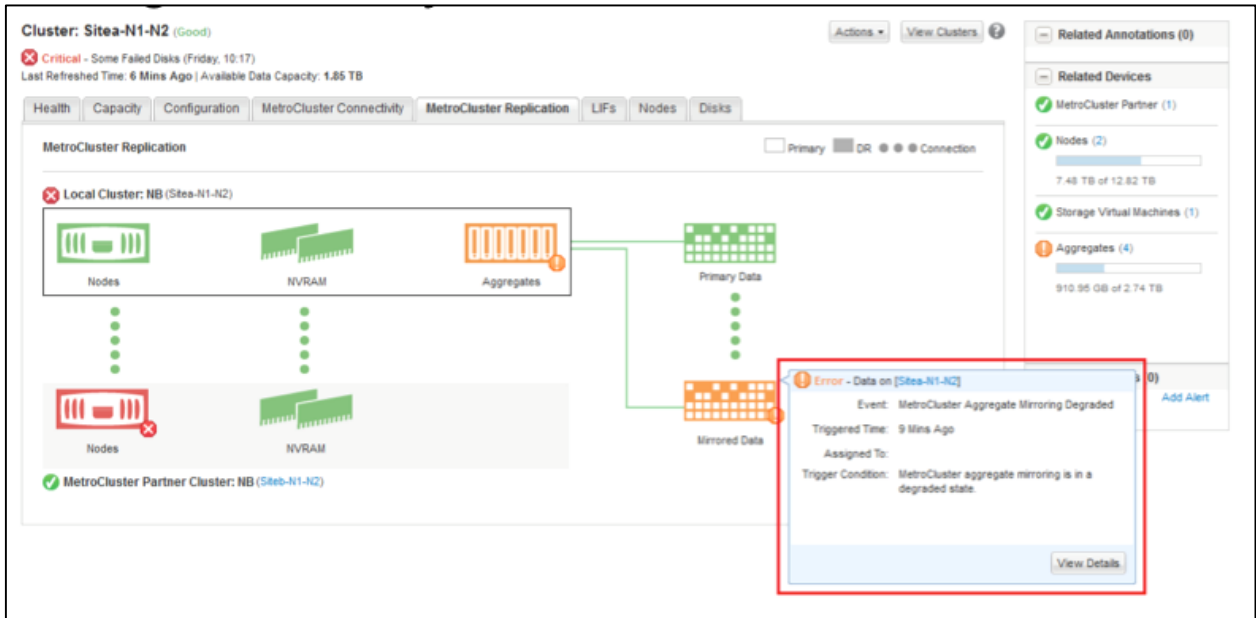 Cluster: Sitea-N1-N2 (Good)
Actions
View Clusters
Critical - Some Failed Disks (Friday, 10:17)
Last Refreshed Time: 6 Mins Ago | Available Data Capacity: 1.85 TB
Health
Capacity
Configuration
MetroCluster Connectivity
MetroCluster Replication
LIFs
Nodes
Disks
MetroCluster Replication
Primary
DR
Connection
Local Cluster: NB (Sitea-N1-N2)
Nodes
NVRAM
Aggregates
Primary Data
Nodes
NVRAM
Mirrored Data
MetroCluster Partner Cluster: NB (Siteb-N1-N2)
Error - Data on [Sitea-N1-N2]
Event: MetroCluster Aggregate Mirroring Degraded
Triggered Time: 9 Mins Ago
Assigned To:
Trigger Condition: MetroCluster aggregate mirroring is in a
degraded state.
View Details
Related Annotations (0)
Related Devices
MetroCluster Partner (1)
Nodes (2)
7.48 TB of 12.82 TB
Storage Virtual Machines (1)
Aggregates (4)
910.95 GB of 2.74 TB
(0)
Add Alert